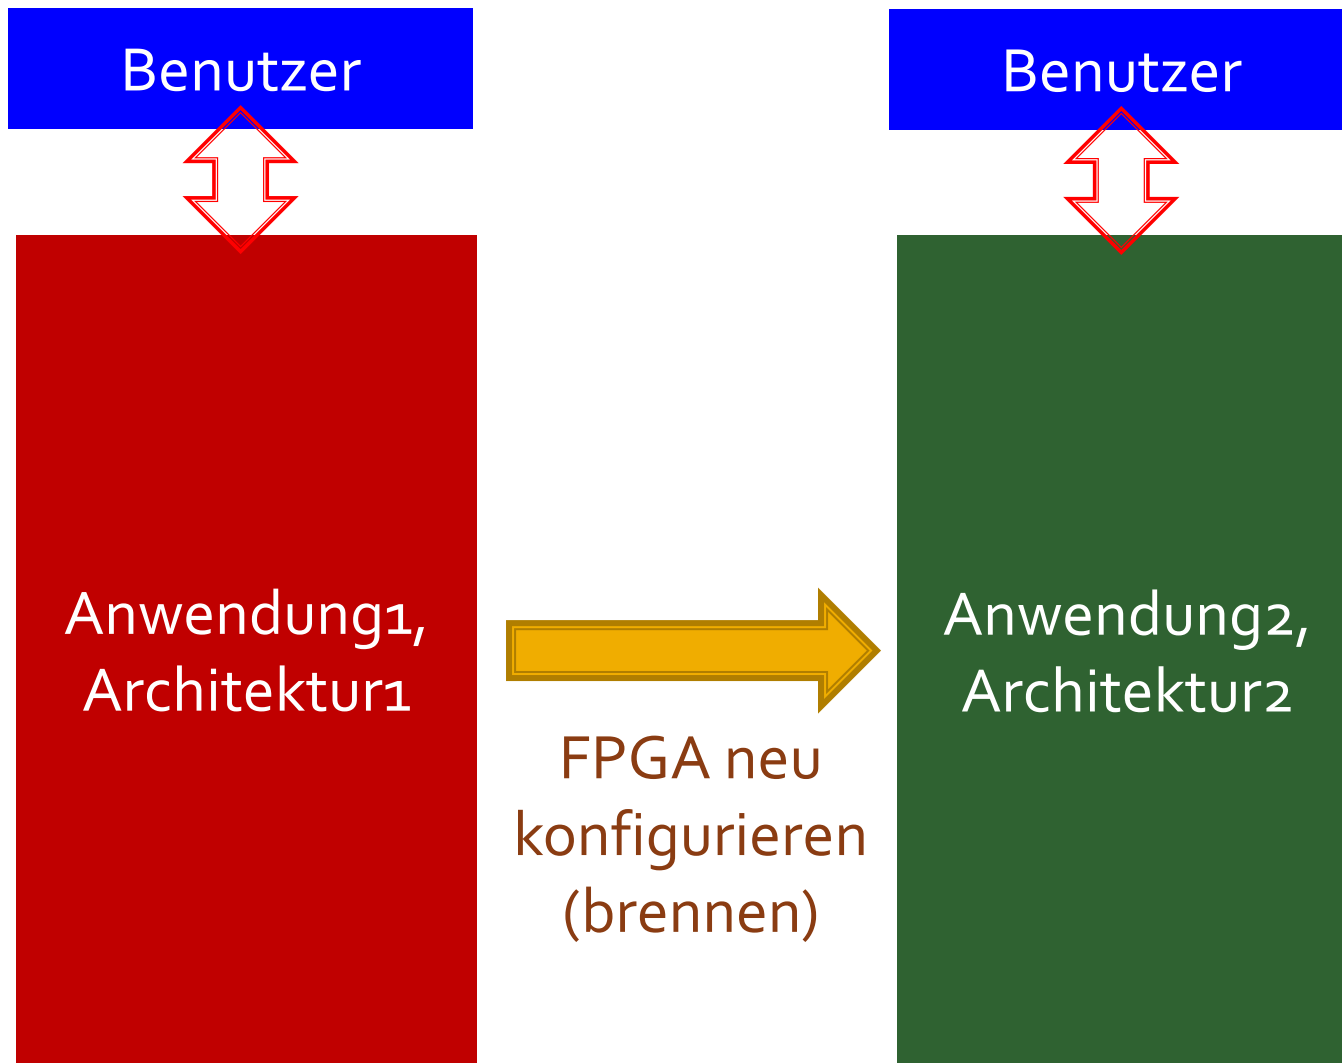 Benutzer
Benutzer
Anwendung1,
Architektur1
FPGA neu
konfigurieren
(brennen)
Anwendung2,
Architektur2